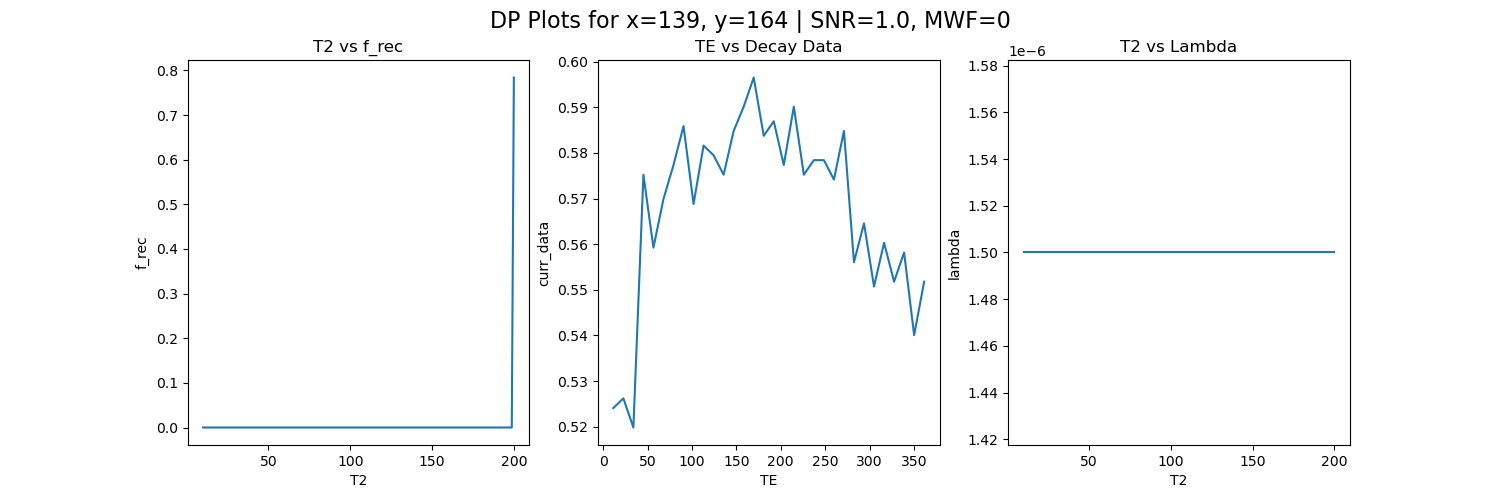 DP Plots for x=139, y=164 | SNR=1.0, MWF=0
T2 vs f_rec
f_rec
0.8
0.7
0.6
0.5
0.4
0.3
0.2
0.1
0.0
50 100 150 200
T2
TE vs Decay Data
curr_data
0.60
0.59
0.58
0.57
0.56
0.55
0.54
0.53
0.52
0 50 100 150 200 250 300 350
TE
T2 vs Lambda
1e−6
lambda
1.58
1.56
1.54
1.52
1.50
1.48
1.46
1.44
1.42
50 100 150 200
T2